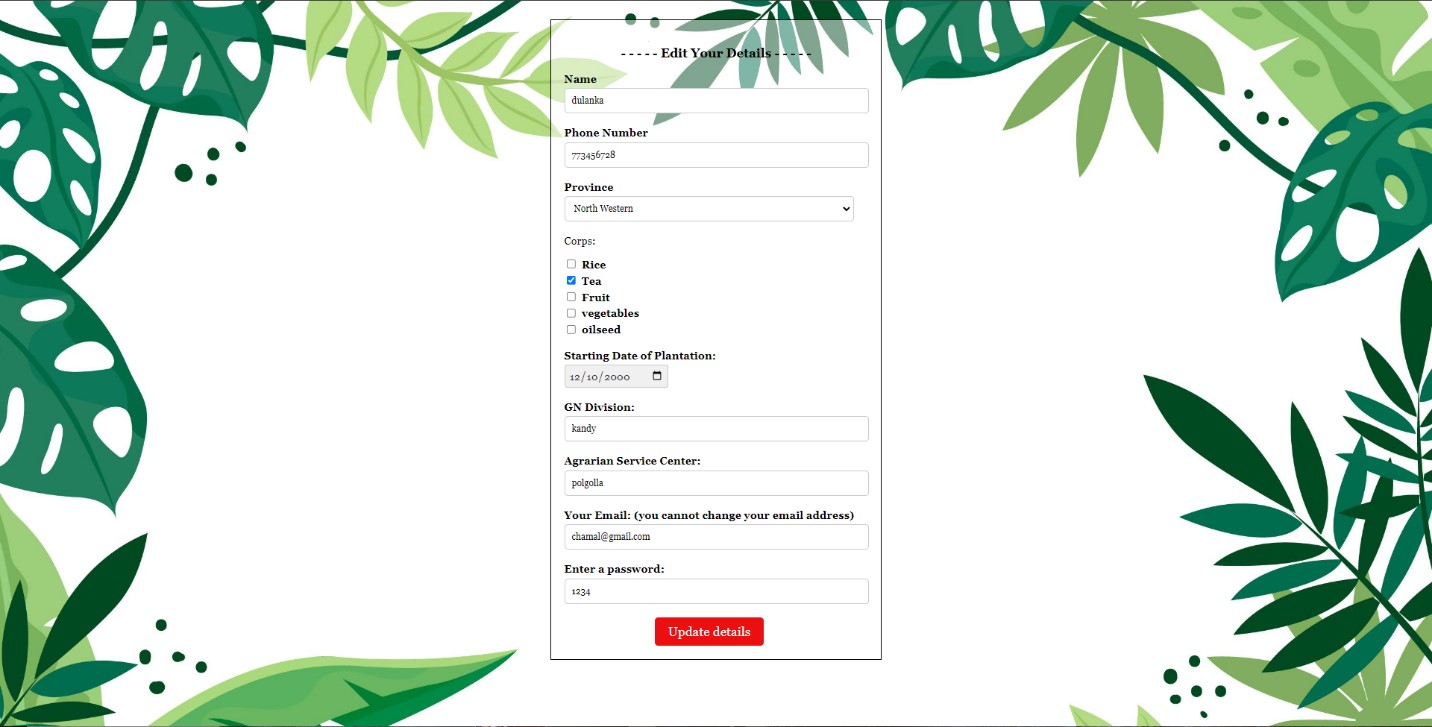 - - - - - Edit Your Details - - - - -
Name
dulanka
Phone Number
773456728
Province
North Western
Corps:
Rice
Tea
Fruit
vegetables
oilseed
Starting Date of Plantation:
12/10/2000
GN Division:
kandy
Agrarian Service Center:
polgolla
Your Email: (you cannot change your email address)
chamal@gmail.com
Enter a password:
1234
Update details